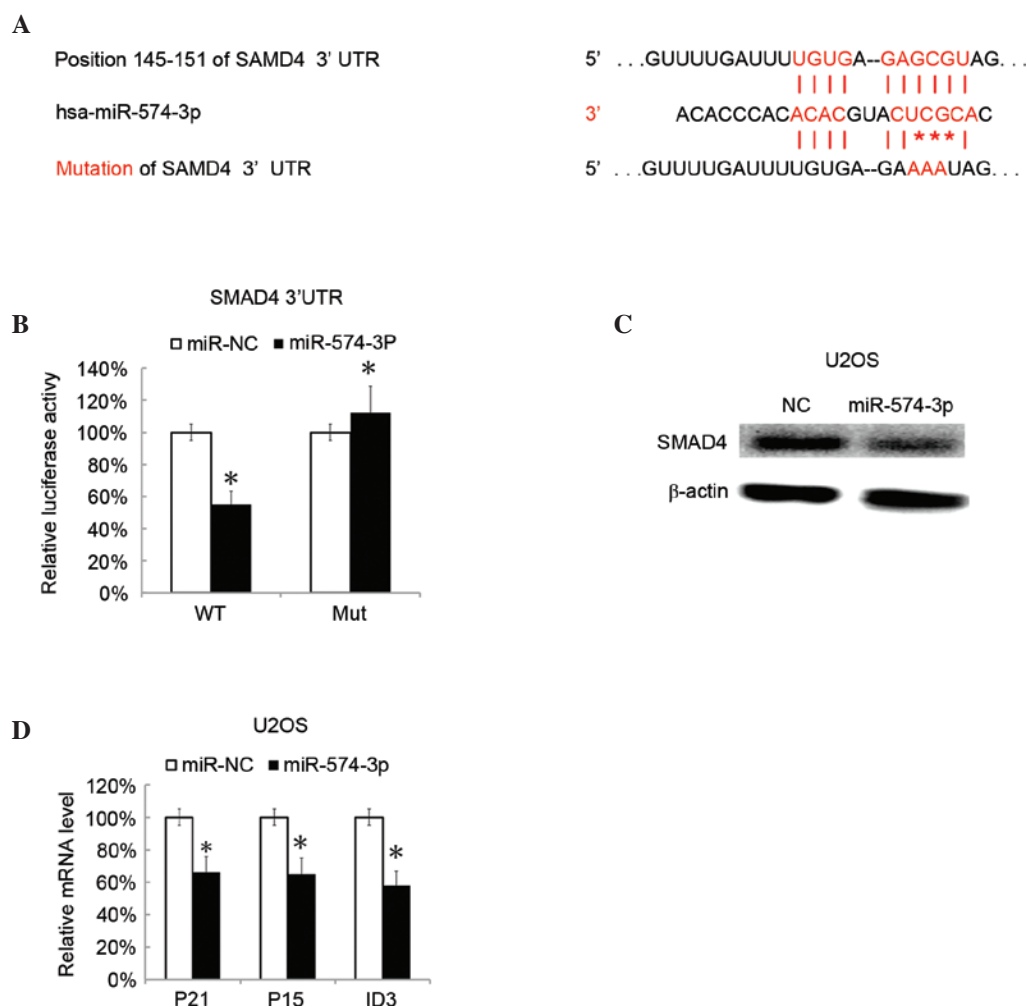 A
Position 145-151 of SAMD4 3' UTR 5' ...GUUUUGAUUUUGUGA--GAGCGUAG...
hsa-miR-574-3p 3' ACACCCACACACGUACUCGCAC
***
Mutation of SAMD4 3' UTR 5' ...GUUUUGAUUUUGUGA--GAAAAUAG...
B
SMAD4 3'UTR
miR-NC miR-574-3P
Relative luciferase activy
140%
120%
100%
80%
60%
40%
20%
0%
*
*
WT Mut
C
U2OS
NC miR-574-3p
SMAD4
β-actin
D
U2OS
miR-NC miR-574-3p
Relative mRNA level
120%
100%
80%
60%
40%
20%
0%
* * *
P21 P15 ID3